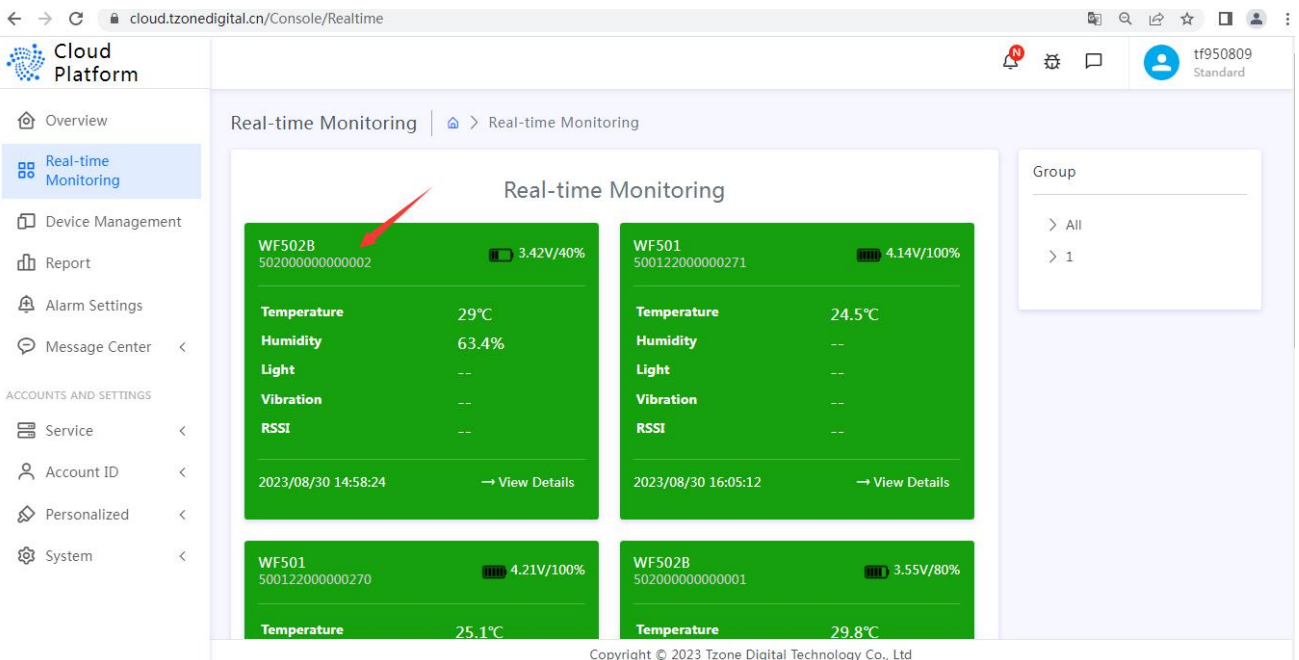 cloud.tzonedigital.cn/Console/Realtime
Cloud
Platform
N
tf950809
Standard
Overview
Real-time
Monitoring
Device Management
Report
Alarm Settings
Message Center
ACCOUNTS AND SETTINGS
Service
Account ID
Personalized
System
Real-time Monitoring
Real-time Monitoring
Real-time Monitoring
WF502B
502000000000002
3.42V/40%
Temperature 29℃
Humidity 63.4%
Light --
Vibration --
RSSI --
2023/08/30 14:58:24 → View Details
WF501
500122000000271
4.14V/100%
Temperature 24.5℃
Humidity --
Light --
Vibration --
RSSI --
2023/08/30 16:05:12 → View Details
WF501
500122000000270
4.21V/100%
Temperature 25.1℃
WF502B
502000000000001
3.55V/80%
Temperature 29.8℃
Group
All
1
Copyright © 2023 Tzone Digital Technology Co., Ltd